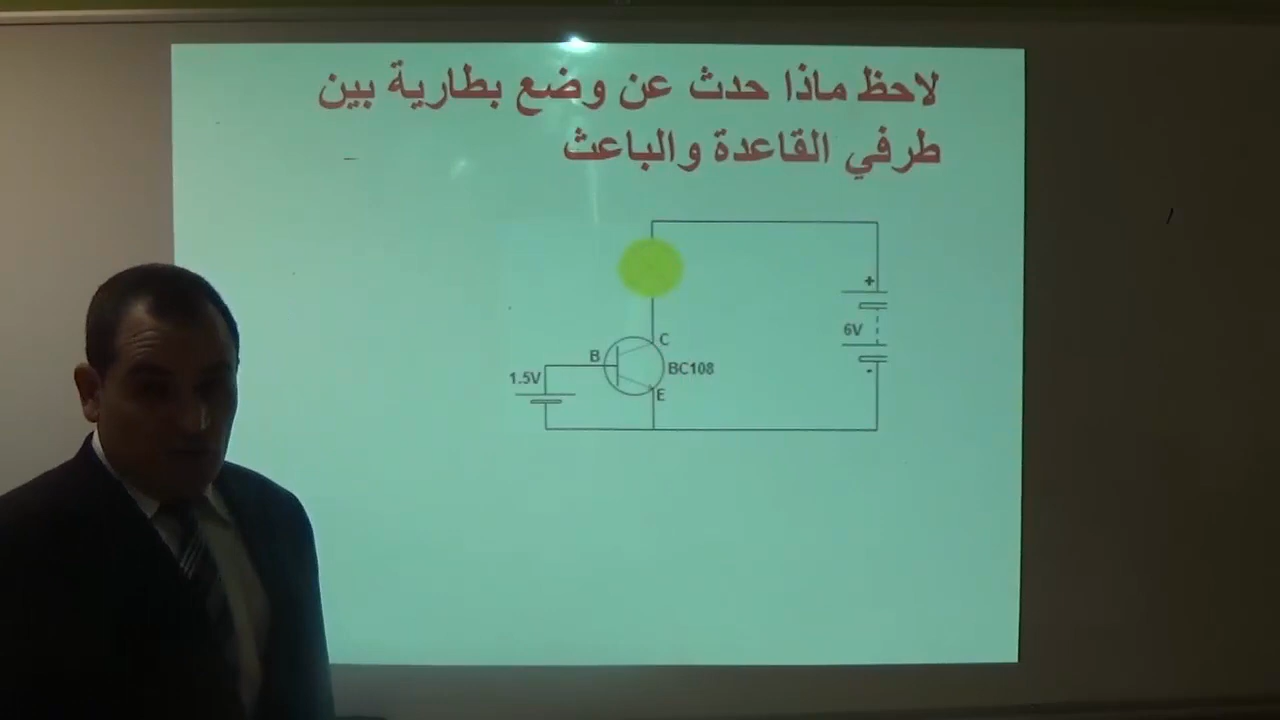 لاحظ ماذا حدث عن وضع بطارية بين
طرفي القاعدة والباعث
+
6V
-
C
B
BC108
1.5V
E